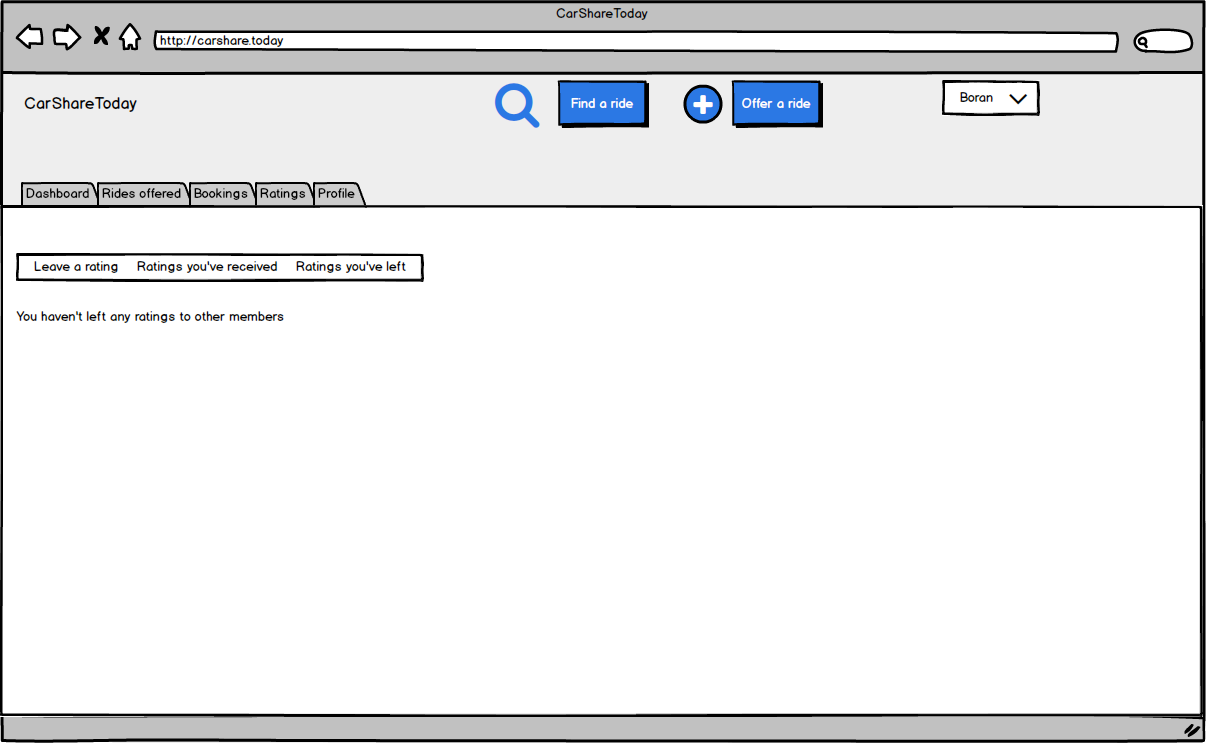 CarShareToday
http://carshare.today
CarShareToday
Find a ride
Offer a ride
Boran
Dashboard Rides offered Bookings Ratings Profile
Leave a rating Ratings you've received Ratings you've left
You haven't left any ratings to other members